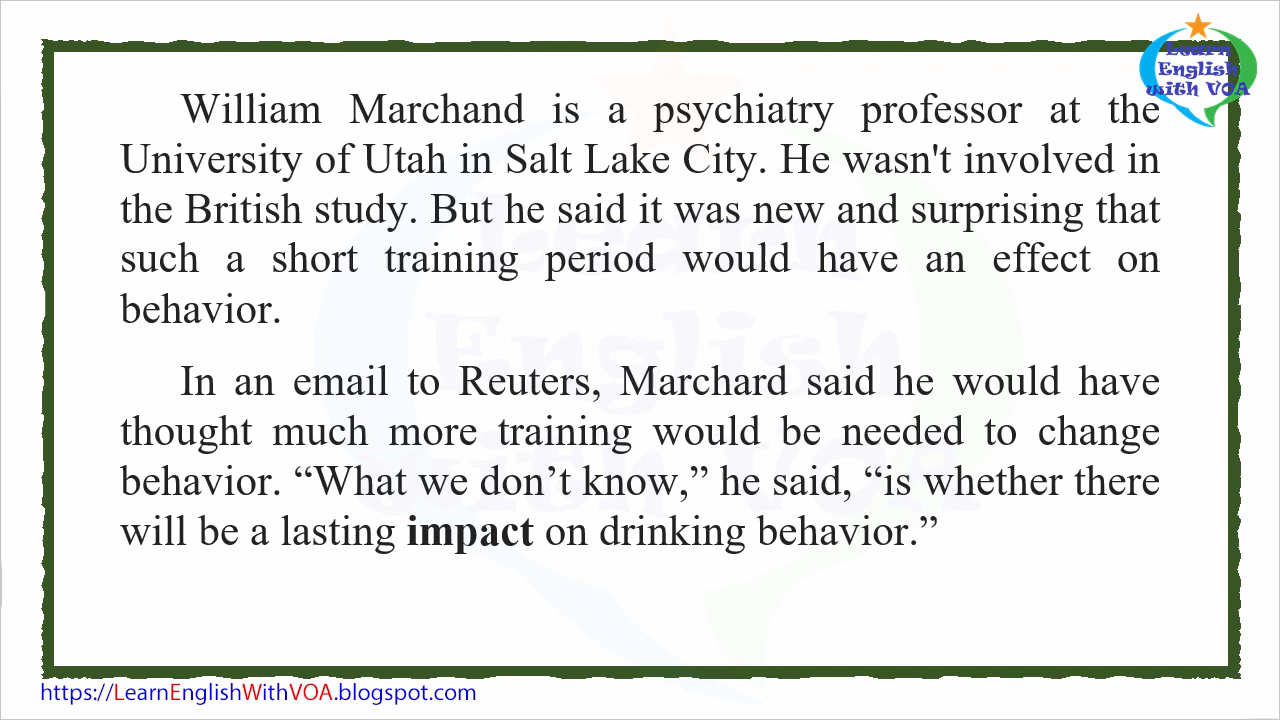 Learn
English
with VOA
William Marchand is a psychiatry professor at the
University of Utah in Salt Lake City. He wasn't involved in
the British study. But he said it was new and surprising that
such a short training period would have an effect on
behavior.
In an email to Reuters, Marchard said he would have
thought much more training would be needed to change
behavior. “What we don’t know,” he said, “is whether there
will be a lasting impact on drinking behavior.”
Learn
English
with VOA
https://LearnEnglishWithVOA.blogspot.com